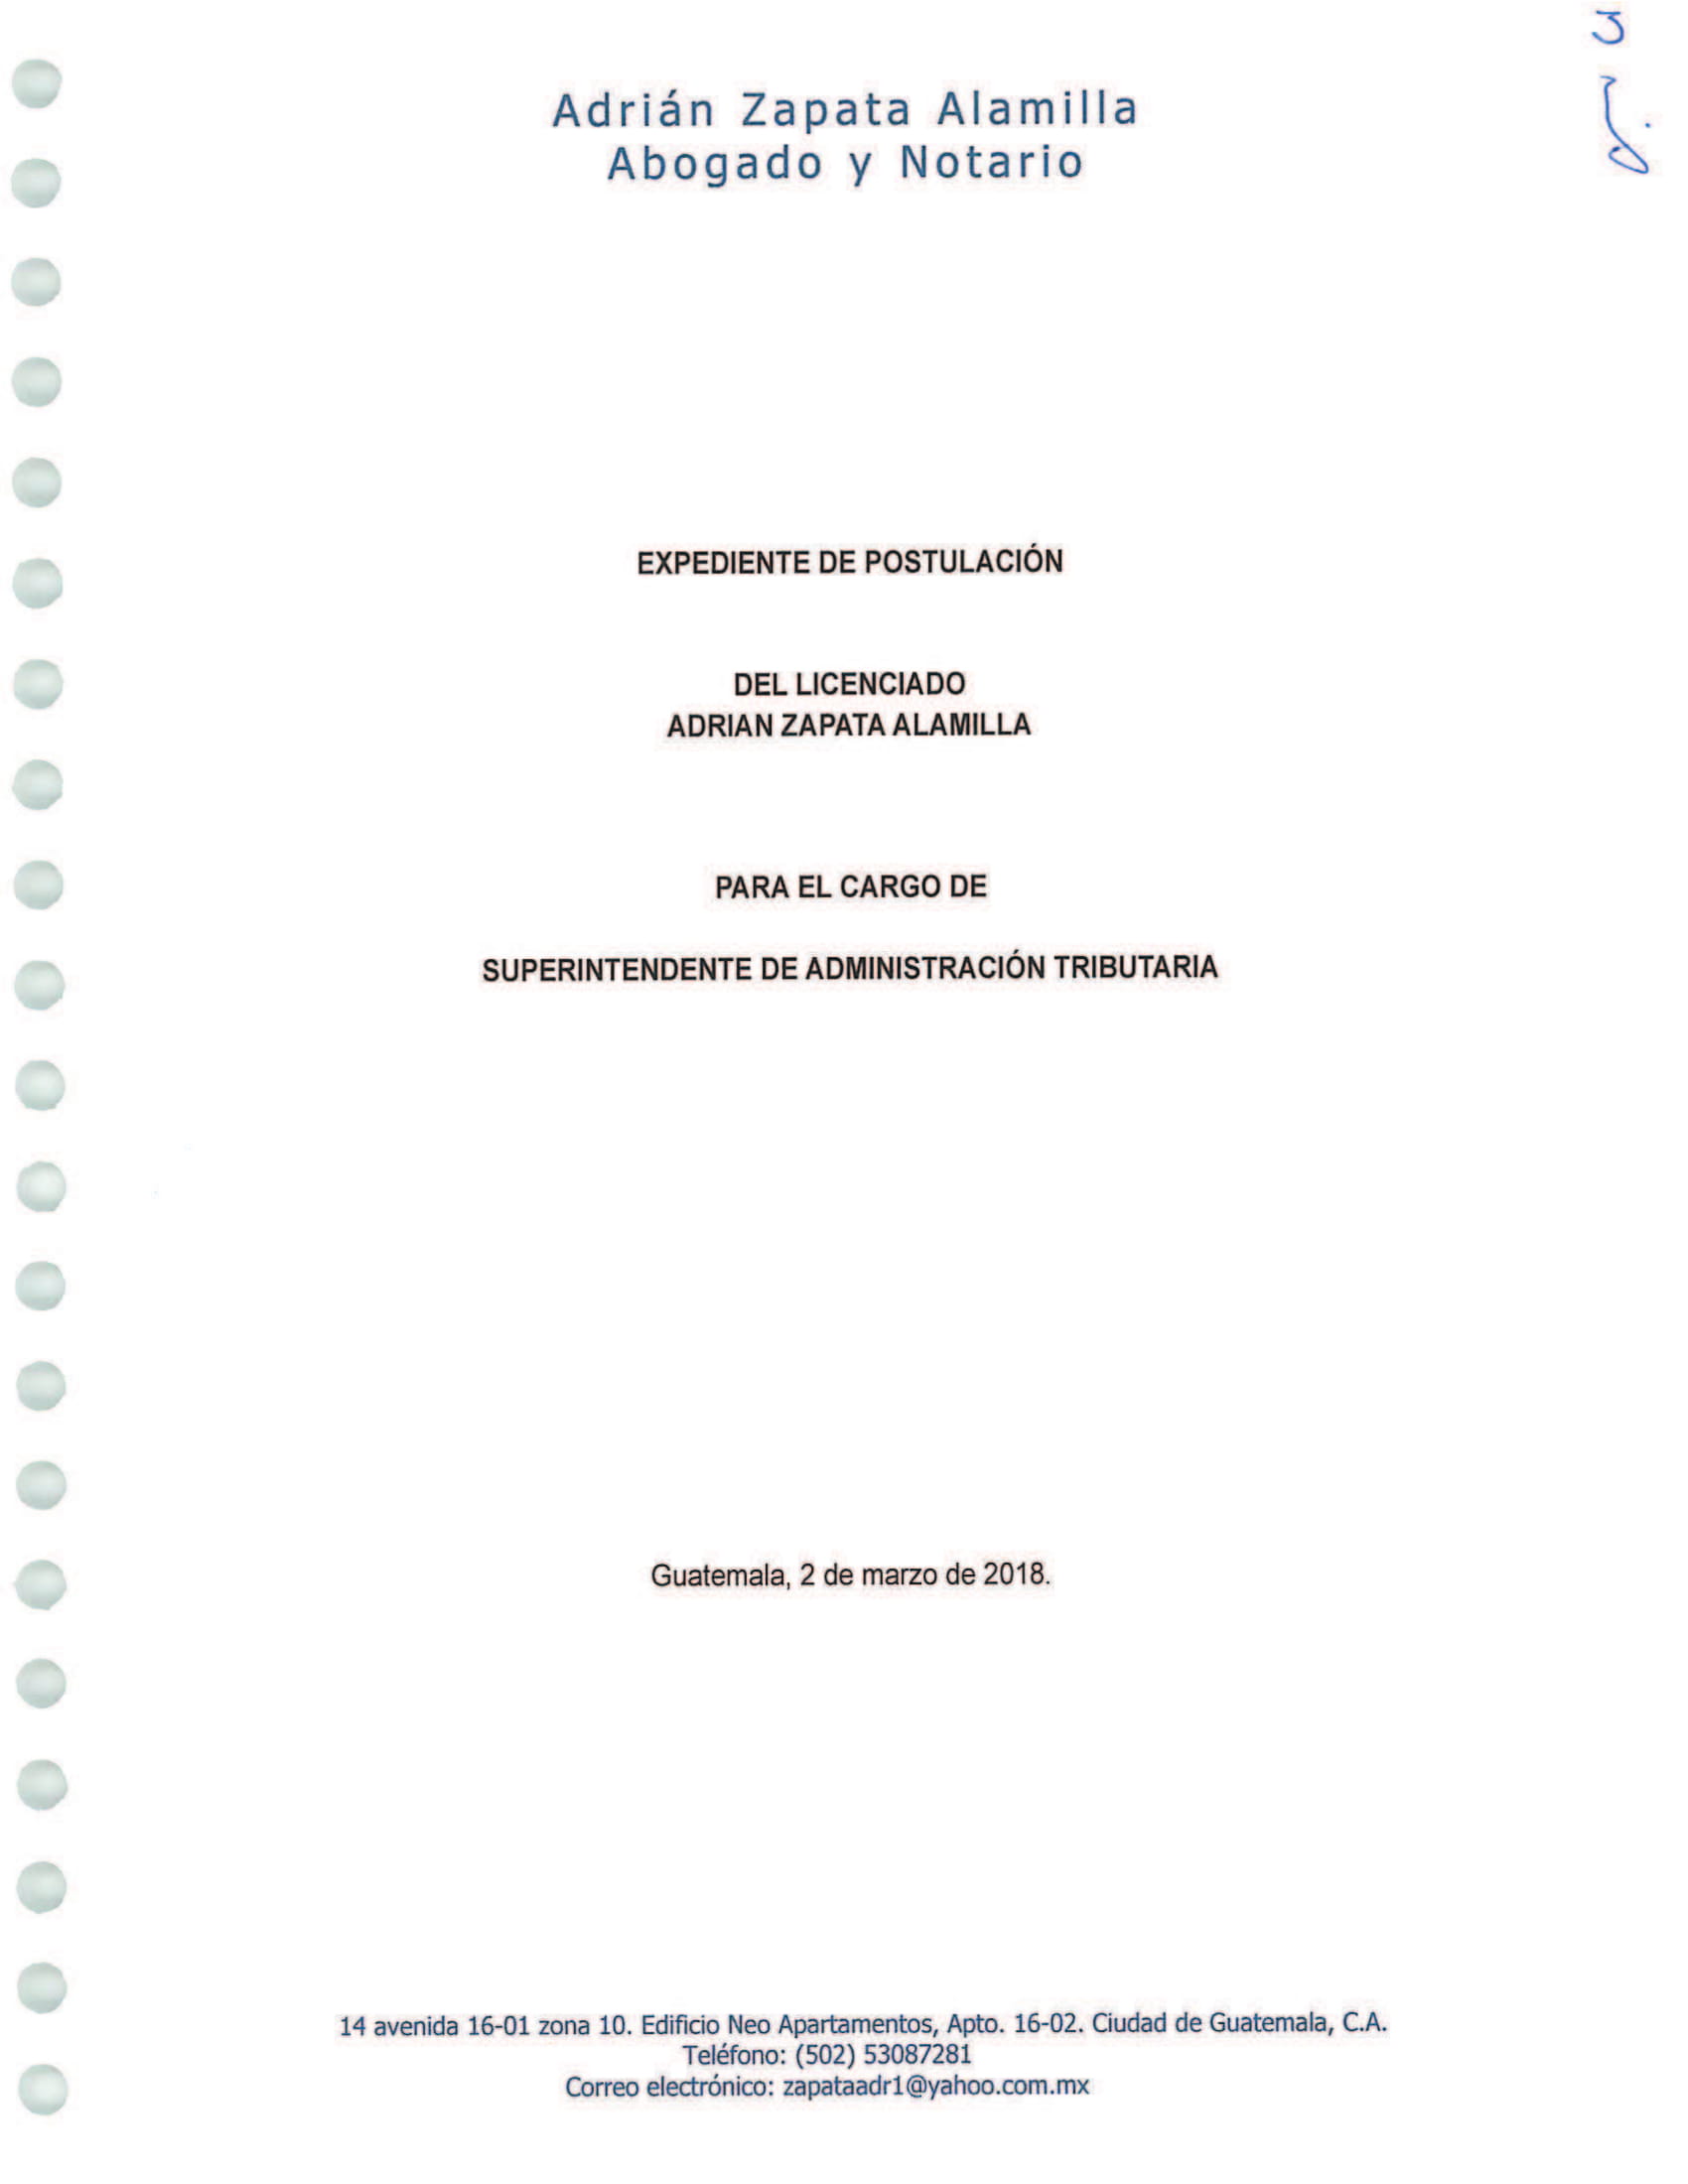 Adrián Zapata Alamilla
Abogado y Notario
EXPEDIENTE DE POSTULACIÓN
DEL LICENCIADO
ADRIAN ZAPATA ALAMILLA
PARA EL CARGO DE
SUPERINTENDENTE DE ADMINISTRACIÓN TRIBUTARIA
Guatemala, 2 de marzo de 2018.
14 avenida 16-01 zona 10. Edificio Neo Apartamentos, Apto. 16-02. Ciudad de Guatemala, C.A.
Teléfono: (502) 53087281
Correo electrónico: zapataadr1@yahoo.com.mx